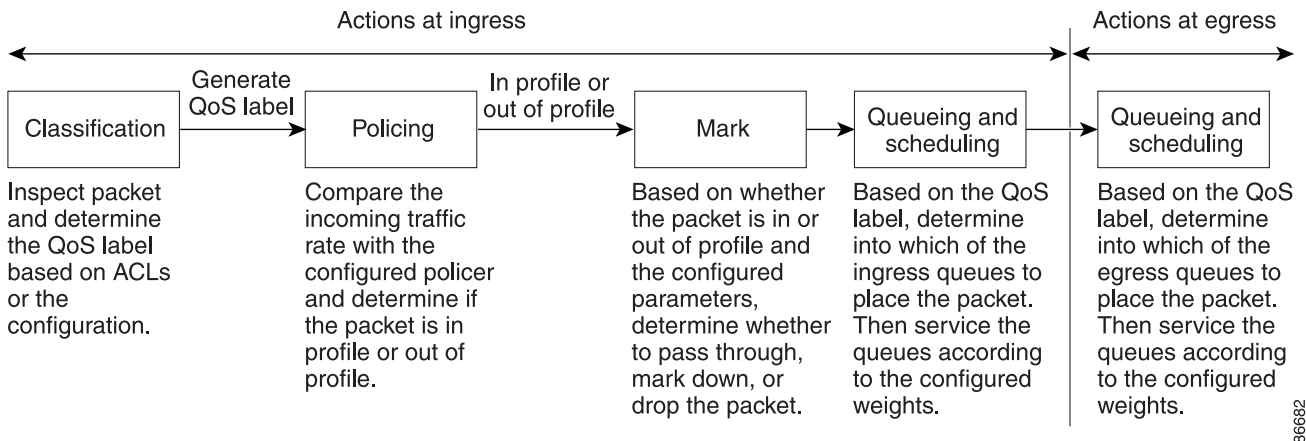 Actions at ingress
Actions at egress
Generate
QoS label
In profile or
out of profile
Classification
Policing
Mark
Queueing and
scheduling
Queueing and
scheduling
Inspect packet
and determine
the QoS label
based on ACLs
or the
configuration.
Compare the
incoming traffic
rate with the
configured policer
and determine if
the packet is in
profile or out of
profile.
Based on whether
the packet is in or
out of profile and
the configured
parameters,
determine whether
to pass through,
mark down, or
drop the packet.
Based on the QoS
label, determine
into which of the
ingress queues to
place the packet.
Then service the
queues according
to the configured
weights.
Based on the QoS
label, determine
into which of the
egress queues to
place the packet.
Then service the
queues according
to the configured
weights.
86682